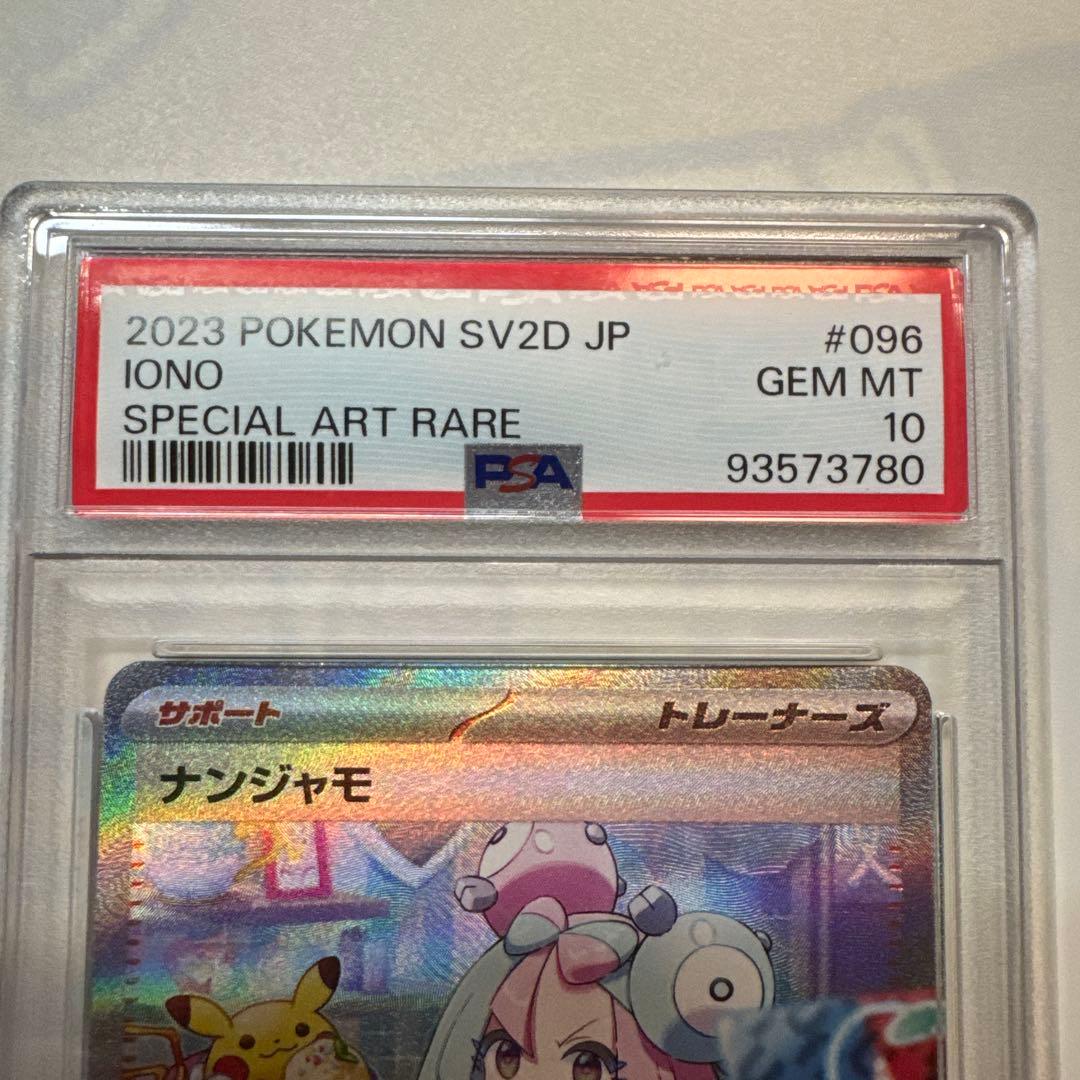 2023 POKEMON SV2D JP #096
IONO GEM MT
SPECIAL ART RARE 10
PSA 93573780
サポート トレーナーズ
ナンジャモ